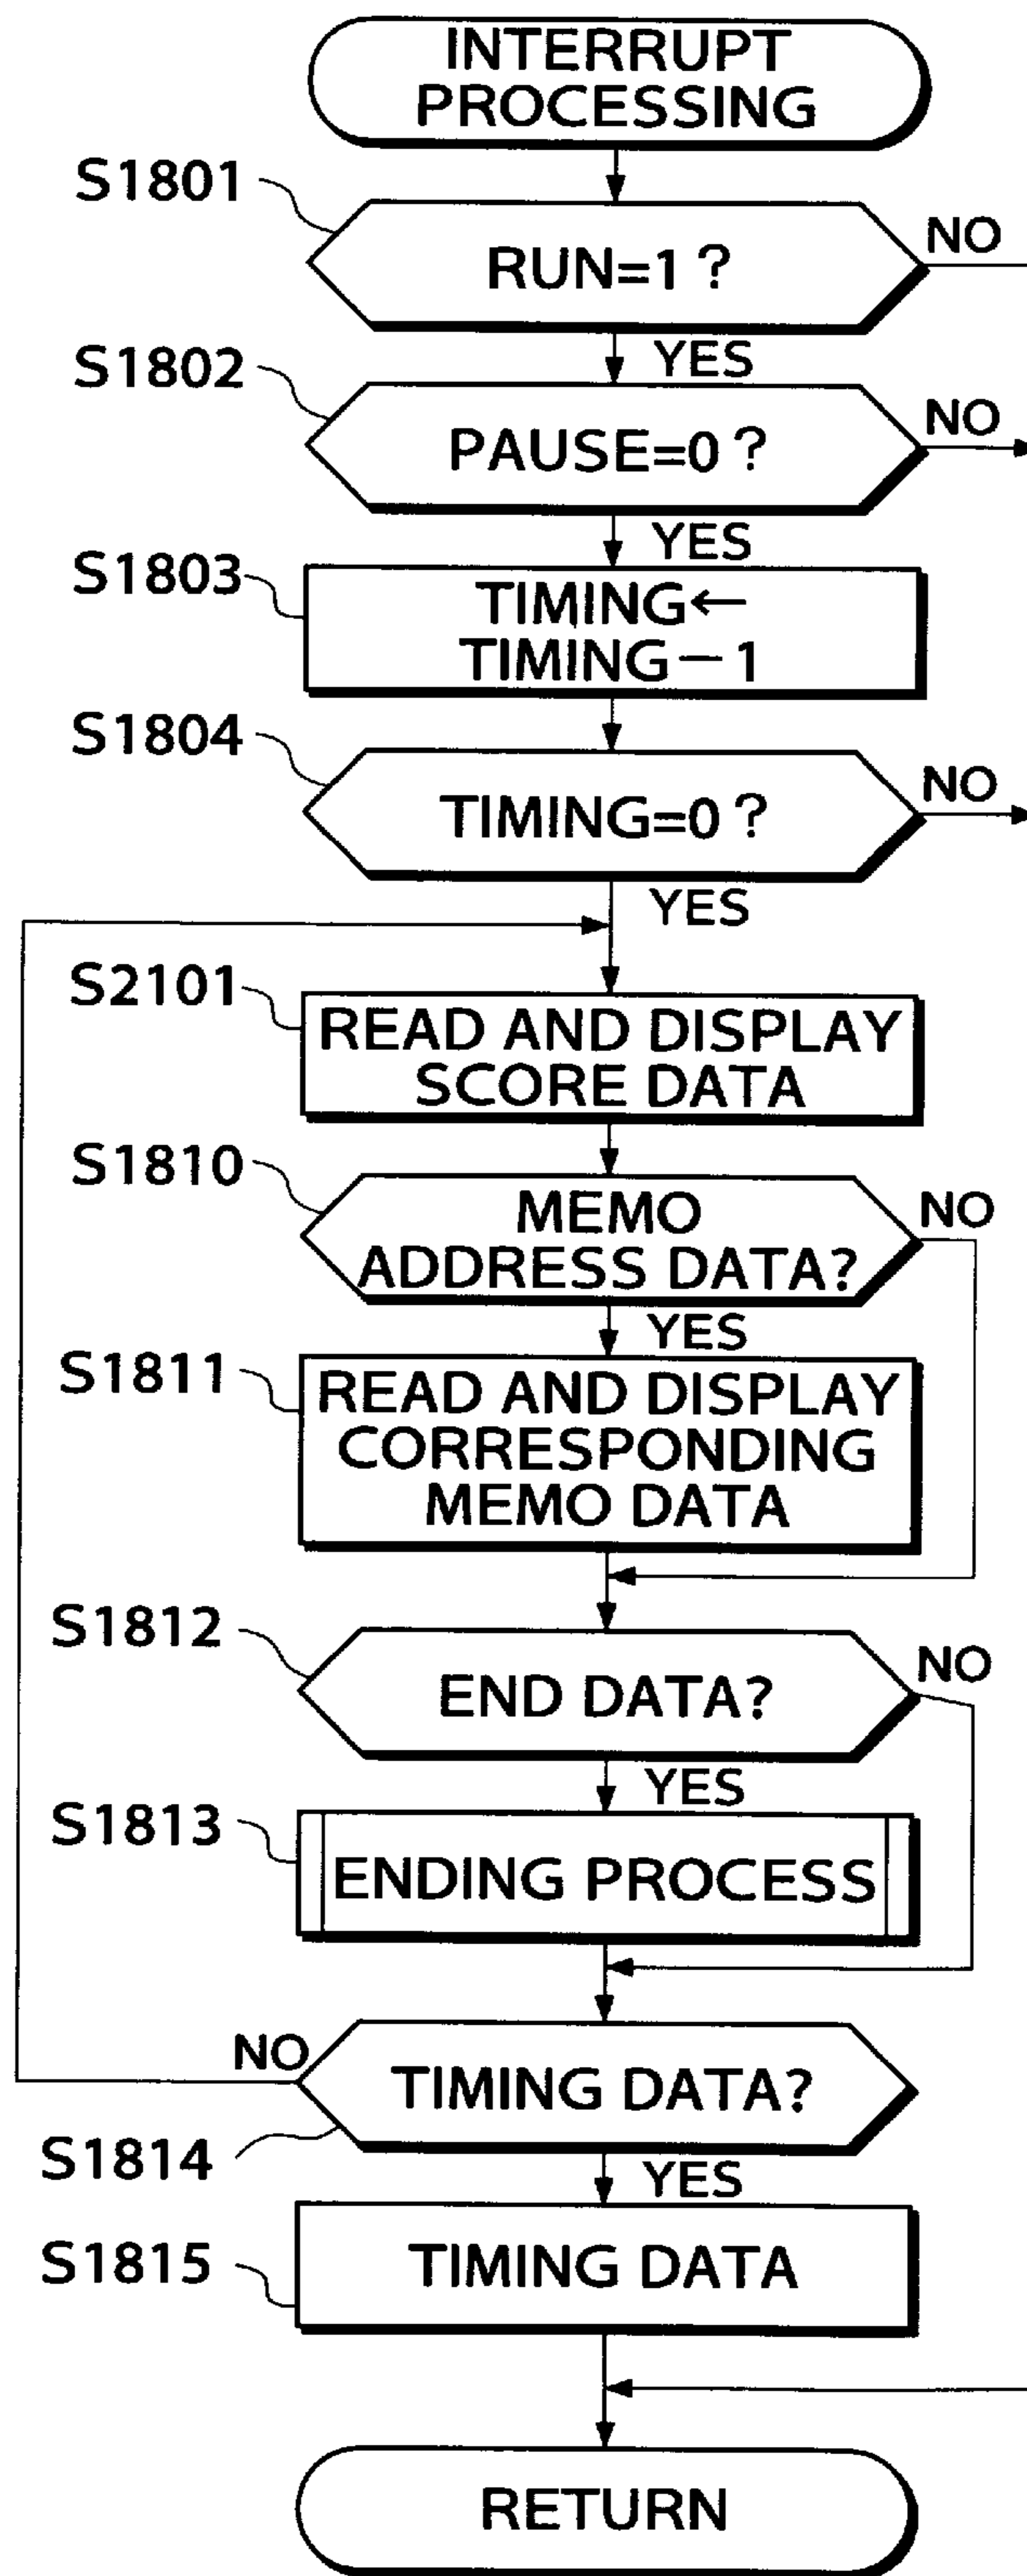 INTERRUPT
PROCESSING
S1801
RUN=1?
NO
YES
S1802
PAUSE=0?
NO
YES
S1803
TIMING←
TIMING－1
S1804
TIMING=0?
NO
YES
S2101
READ AND DISPLAY
SCORE DATA
S1810
MEMO
ADDRESS DATA?
NO
YES
S1811
READ AND DISPLAY
CORRESPONDING
MEMO DATA
S1812
END DATA?
NO
YES
S1813
ENDING PROCESS
NO
TIMING DATA?
S1814
YES
S1815
TIMING DATA
RETURN